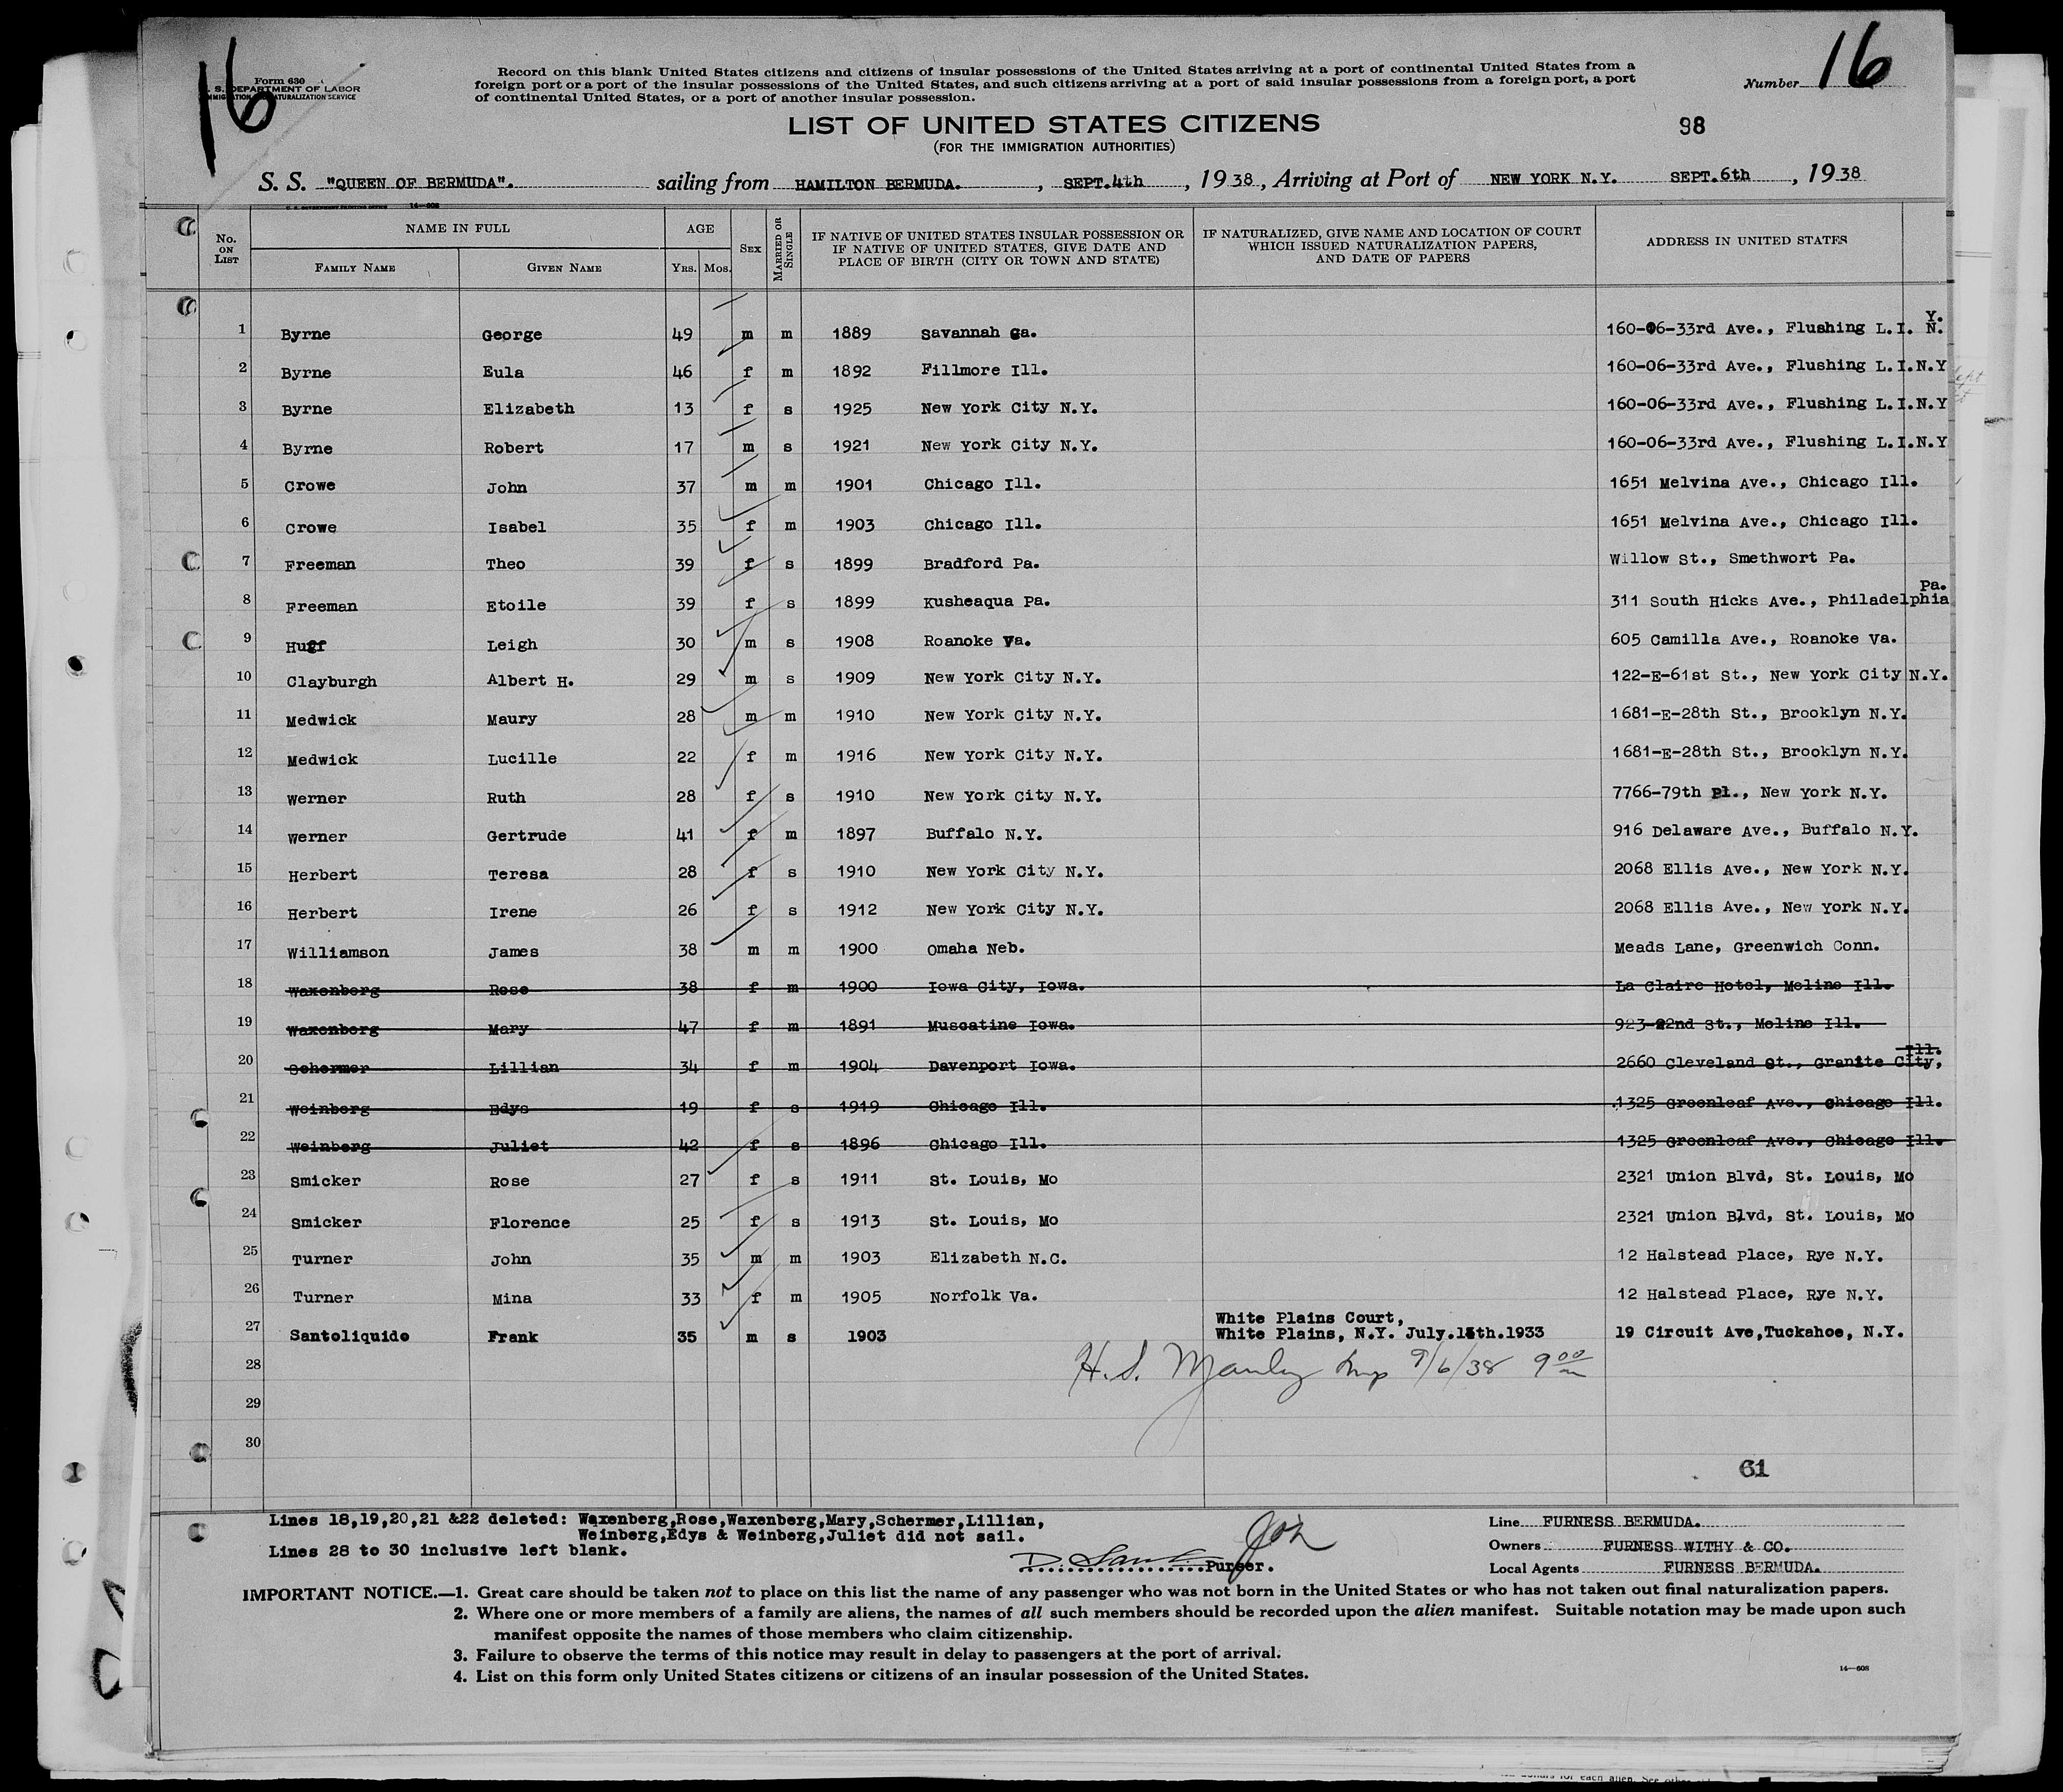 16
Form 630
U. S. DEPARTMENT OF LABOR
IMMIGRATION AND NATURALIZATION SERVICE
Record on this blank United States citizens and citizens of insular possessions of the United States arriving at a port of continental United States from a
foreign port or a port of the insular possessions of the United States, and such citizens arriving at a port of said insular possessions from a foreign port, a port
of continental United States, or a port of another insular possession.
Number 16
LIST OF UNITED STATES CITIZENS
98
(FOR THE IMMIGRATION AUTHORITIES)
S. S. "QUEEN OF BERMUDA". sailing from HAMILTON BERMUDA. , SEPT.4th , 1938, Arriving at Port of NEW YORK N.Y. SEPT.6th , 1938
U. S. GOVERNMENT PRINTING OFFICE 14—608
No. ON LIST
NAME IN FULL
FAMILY NAME GIVEN NAME
AGE
YRS. MOS.
SEX
MARRIED OR SINGLE
IF NATIVE OF UNITED STATES INSULAR POSSESSION OR
IF NATIVE OF UNITED STATES, GIVE DATE AND
PLACE OF BIRTH (CITY OR TOWN AND STATE)
IF NATURALIZED, GIVE NAME AND LOCATION OF COURT
WHICH ISSUED NATURALIZATION PAPERS,
AND DATE OF PAPERS
ADDRESS IN UNITED STATES
1 Byrne George 49 m m 1889 Savannah Ga. 160-06-33rd Ave., Flushing L.I. N. Y.
2 Byrne Eula 46 f m 1892 Fillmore Ill. 160-06-33rd Ave., Flushing L.I.N.Y
3 Byrne Elizabeth 13 f s 1925 New York City N.Y. 160-06-33rd Ave., Flushing L.I.N.Y
4 Byrne Robert 17 m s 1921 New York City N.Y. 160-06-33rd Ave., Flushing L.I.N.Y
5 Crowe John 37 m m 1901 Chicago Ill. 1651 Melvina Ave., Chicago Ill.
6 Crowe Isabel 35 f m 1903 Chicago Ill. 1651 Melvina Ave., Chicago Ill.
7 Freeman Theo 39 f s 1899 Bradford Pa. Willow St., Smethwort Pa.
8 Freeman Etoile 39 f s 1899 Kusheaqua Pa. 311 South Hicks Ave., Philadelphia Pa.
9 Huff Leigh 30 m s 1908 Roanoke Va. 605 Camilla Ave., Roanoke Va.
10 Clayburgh Albert H. 29 m s 1909 New York City N.Y. 122-E-61st St., New York City N.Y.
11 Medwick Maury 28 m m 1910 New York City N.Y. 1681-E-28th St., Brooklyn N.Y.
12 Medwick Lucille 22 f m 1916 New York City N.Y. 1681-E-28th St., Brooklyn N.Y.
13 Werner Ruth 28 f s 1910 New York City N.Y. 7766-79th Pl., New York N.Y.
14 Werner Gertrude 41 f m 1897 Buffalo N.Y. 916 Delaware Ave., Buffalo N.Y.
15 Herbert Teresa 28 f s 1910 New York City N.Y. 2068 Ellis Ave., New York N.Y.
16 Herbert Irene 26 f s 1912 New York City N.Y. 2068 Ellis Ave., New York N.Y.
17 Williamson James 38 m m 1900 Omaha Neb. Meads Lane, Greenwich Conn.
18 Waxenberg Rose 38 f m 1900 Iowa City, Iowa. La Claire Hotel, Moline Ill.
19 Waxenberg Mary 47 f m 1891 Muscatine Iowa. 923-22nd St., Moline Ill.
20 Schermer Lillian 34 f m 1904 Davenport Iowa. 2660 Cleveland St., Granite City, Ill.
21 Weinberg Edys 19 f s 1919 Chicago Ill. 1325 Greenleaf Ave., Chicago Ill.
22 Weinberg Juliet 42 f s 1896 Chicago Ill. 1325 Greenleaf Ave., Chicago Ill.
23 Smicker Rose 27 f s 1911 St. Louis, Mo 2321 Union Blvd, St. Louis, Mo
24 Smicker Florence 25 f s 1913 St. Louis, Mo 2321 Union Blvd, St. Louis, Mo
25 Turner John 35 m m 1903 Elizabeth N.C. 12 Halstead Place, Rye N.Y.
26 Turner Mina 33 f m 1905 Norfolk Va. 12 Halstead Place, Rye N.Y.
White Plains Court,
27 Santoliquido Frank 35 m s 1903 White Plains, N.Y. July.15th.1933 19 Circuit Ave,Tuckahoe, N.Y.
28 H. S. 9/6/38 9 00
29
30
61
Lines 18,19,20,21 &22 deleted: Waxenberg,Rose,Waxenberg,Mary,Schermer,Lillian,
Weinberg,Edys & Weinberg,Juliet did not sail.
Lines 28 to 30 inclusive left blank.
Purser.
Line FURNESS BERMUDA.
Owners FURNESS WITHY & CO.
Local Agents FURNESS BERMUDA.
IMPORTANT NOTICE.—1. Great care should be taken not to place on this list the name of any passenger who was not born in the United States or who has not taken out final naturalization papers.
2. Where one or more members of a family are aliens, the names of all such members should be recorded upon the alien manifest. Suitable notation may be made upon such
manifest opposite the names of those members who claim citizenship.
3. Failure to observe the terms of this notice may result in delay to passengers at the port of arrival.
4. List on this form only United States citizens or citizens of an insular possession of the United States.
14—608